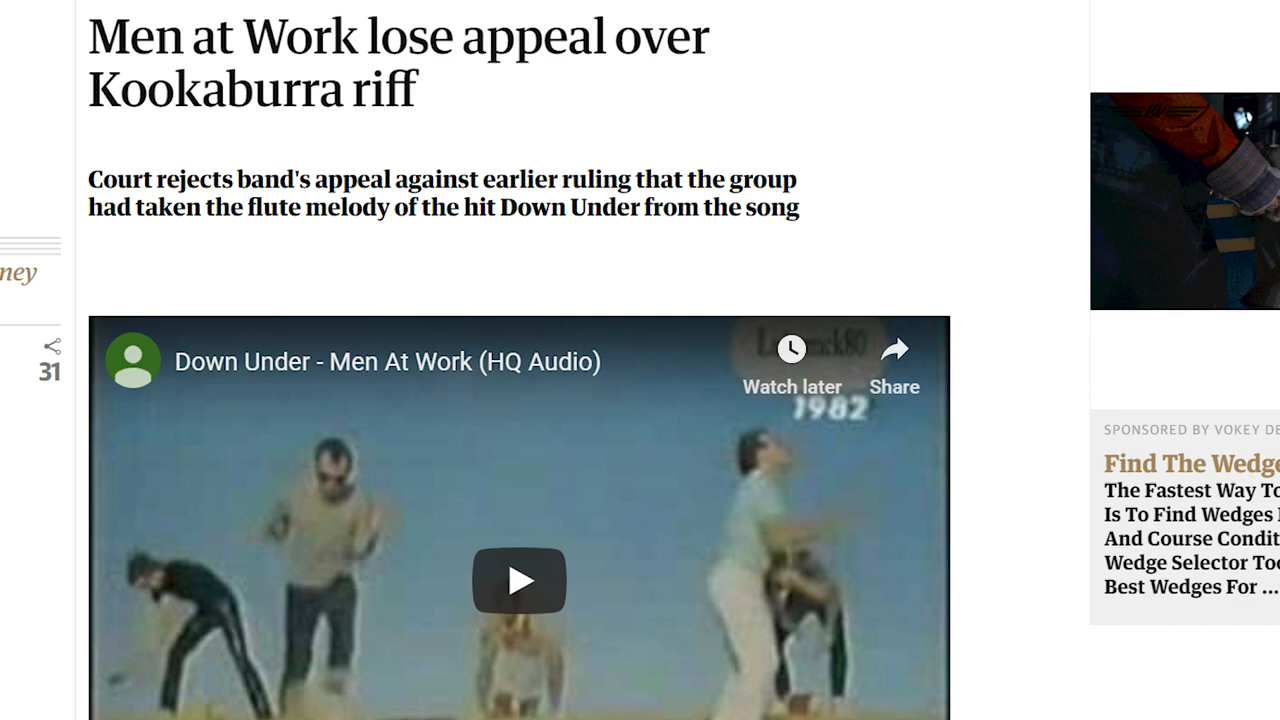 Men at Work lose appeal over
Kookaburra riff
Court rejects band's appeal against earlier ruling that the group
had taken the flute melody of the hit Down Under from the song
ney
31
Down Under - Men At Work (HQ Audio)
Watch later
Share
1982
SPONSORED BY VOKEY DE
Find The Wedge
The Fastest Way To
Is To Find Wedges
And Course Condit
Wedge Selector Too
Best Wedges For ...